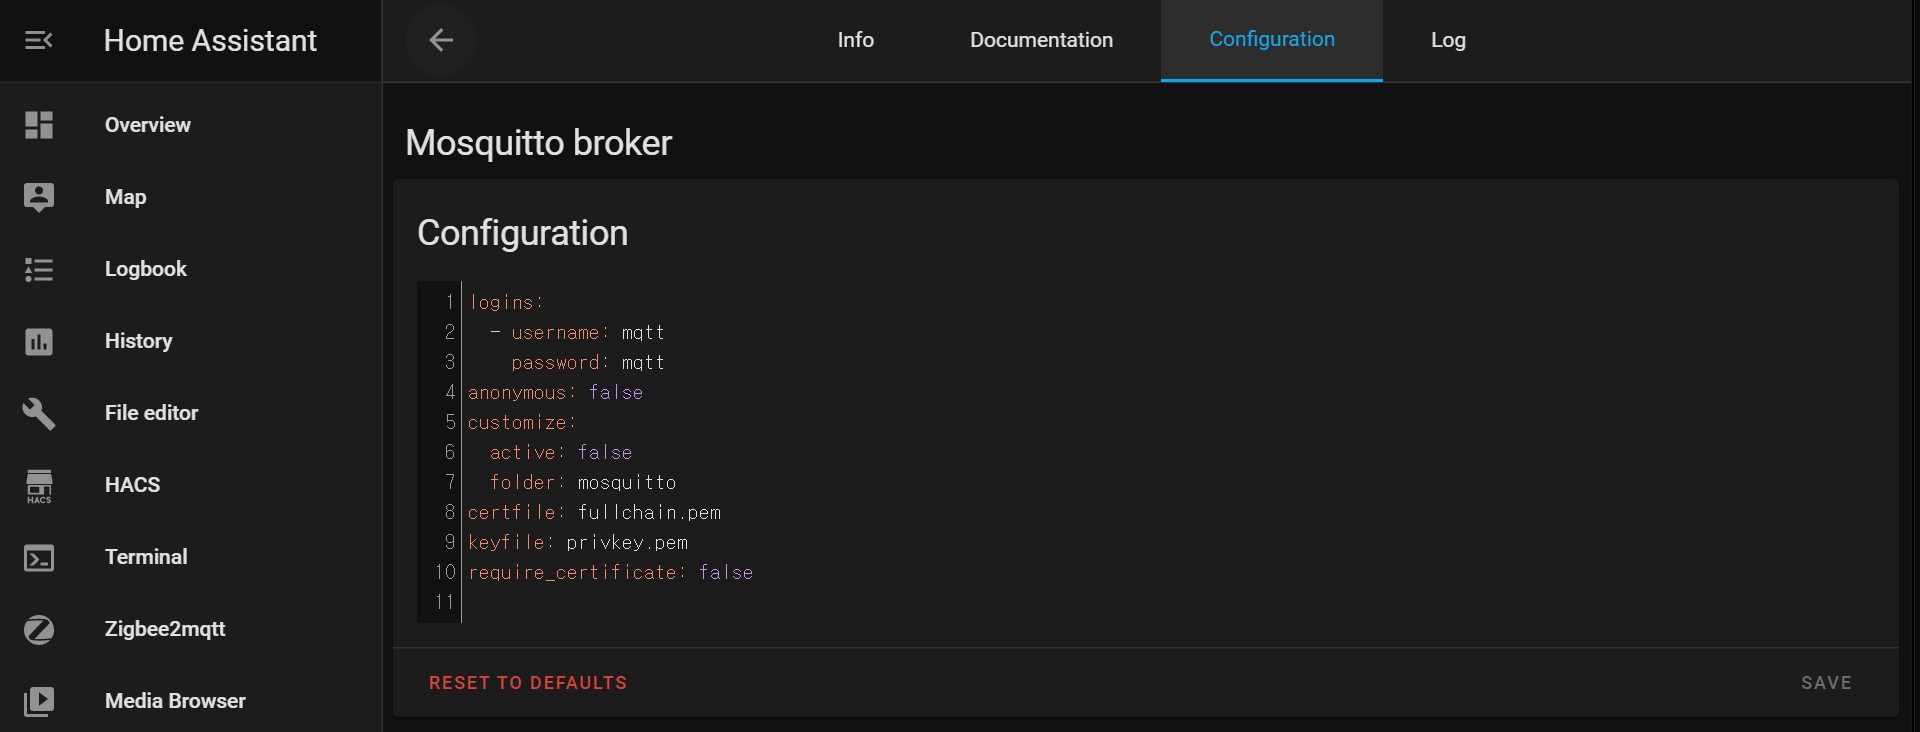 Home Assistant
Info
Documentation
Configuration
Log
Overview
Map
Logbook
History
File editor
HACS
HACS
Terminal
Zigbee2mqtt
Media Browser
Mosquitto broker
Configuration
1 logins:
2   - username: mqtt
3     password: mqtt
4 anonymous: false
5 customize:
6   active: false
7   folder: mosquitto
8 certfile: fullchain.pem
9 keyfile: privkey.pem
10 require_certificate: false
11
RESET TO DEFAULTS
SAVE